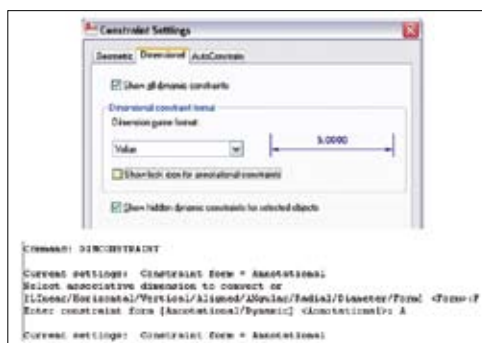 Constraint Settings
Geometric Dimensional AutoConstrain
Show all dynamic constraints
Dimensional constraint format
Dimension name format:
Value
5.0000
Show lock icon for annotational constraints
Show hidden dynamic constraints for selected objects
Command: DIMCONSTRAINT
Current settings: Constraint form = Annotational
Select associative dimension to convert or
[LInear/Horizontal/Vertical/Aligned/ANgular/Radial/Diameter/Form] <Form>:F
Enter constraint form [Annotational/Dynamic] <Annotational>: A
Current settings: Constraint form = Annotational